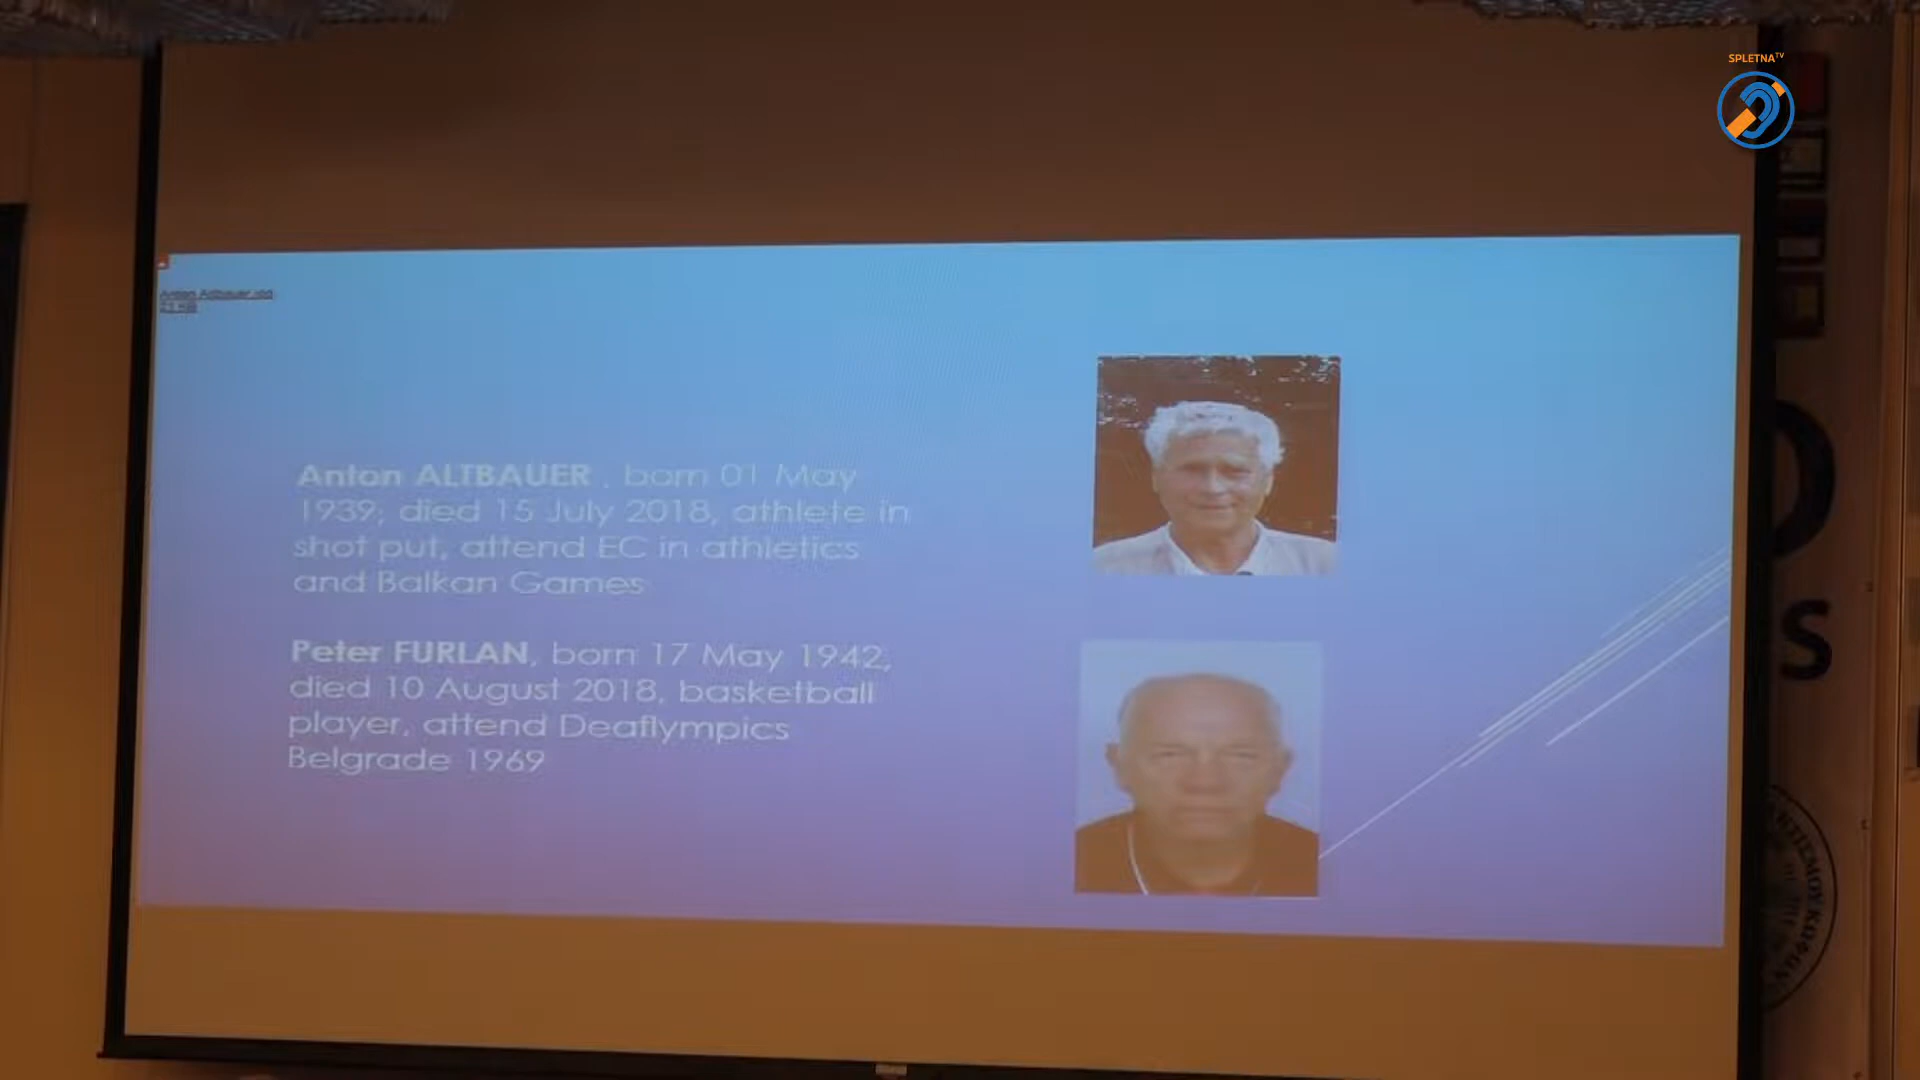 SPLETNA TV
Anton ALTBAUER , born 01 May
1939; died 15 July 2018, athlete in
shot put, attend EC in athletics
and Balkan Games
Peter FURLAN, born 17 May 1942,
died 10 August 2018, basketball
player, attend Deaflympics
Belgrade 1969
S